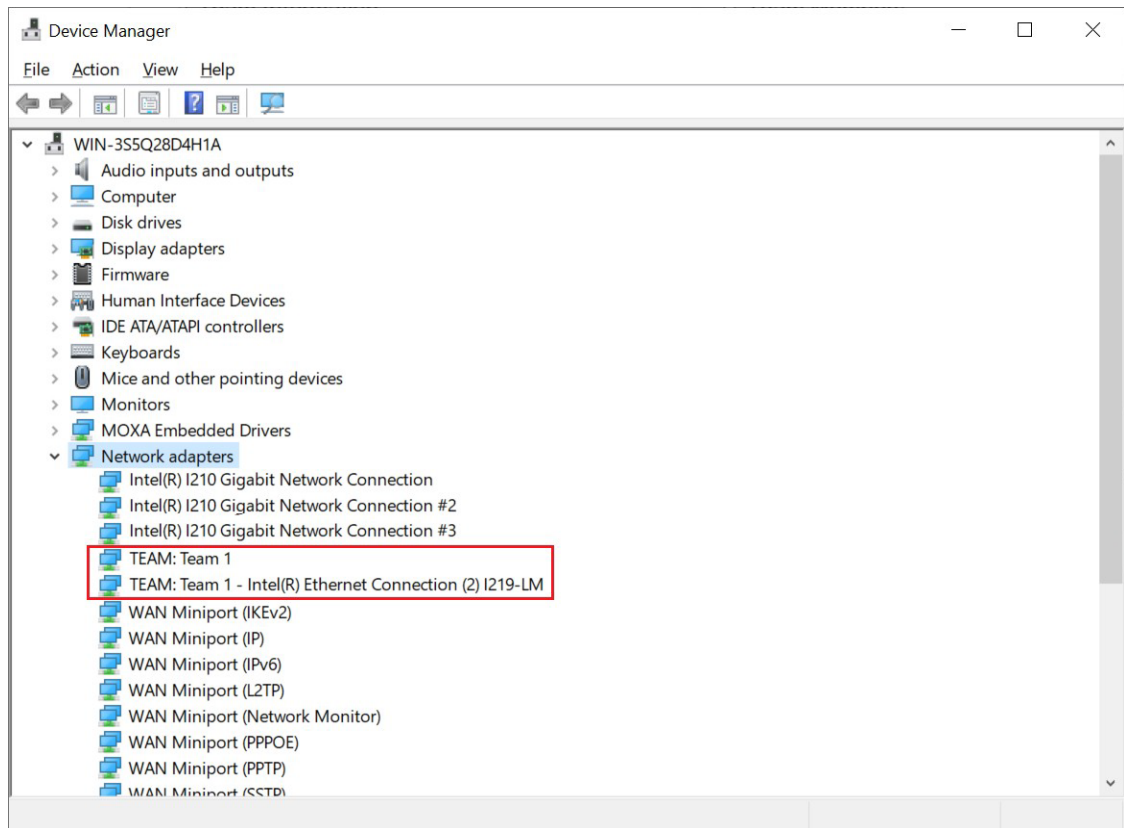 Device Manager
File Action View Help
WIN-3S5Q28D4H1A
Audio inputs and outputs
Computer
Disk drives
Display adapters
Firmware
Human Interface Devices
IDE ATA/ATAPI controllers
Keyboards
Mice and other pointing devices
Monitors
MOXA Embedded Drivers
Network adapters
Intel(R) I210 Gigabit Network Connection
Intel(R) I210 Gigabit Network Connection #2
Intel(R) I210 Gigabit Network Connection #3
TEAM: Team 1
TEAM: Team 1 - Intel(R) Ethernet Connection (2) I219-LM
WAN Miniport (IKEv2)
WAN Miniport (IP)
WAN Miniport (IPv6)
WAN Miniport (L2TP)
WAN Miniport (Network Monitor)
WAN Miniport (PPPOE)
WAN Miniport (PPTP)
WAN Miniport (SSTP)